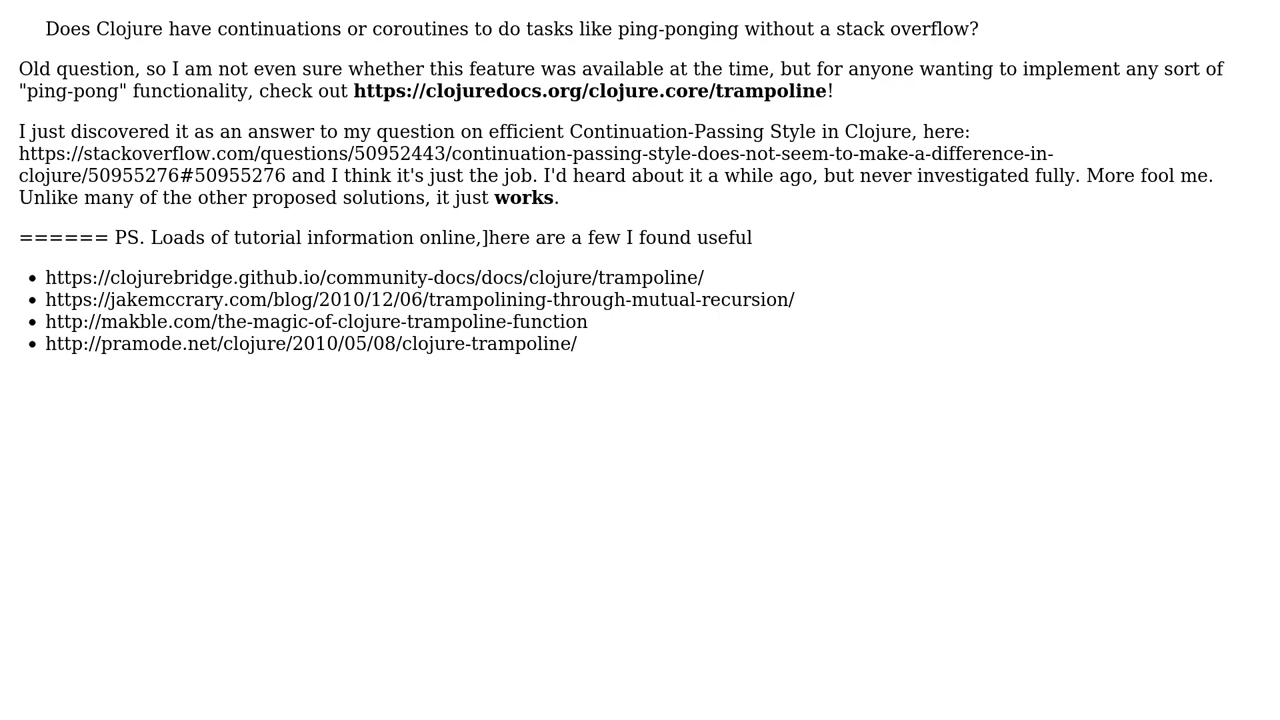 Does Clojure have continuations or coroutines to do tasks like ping-ponging without a stack overflow?
Old question, so I am not even sure whether this feature was available at the time, but for anyone wanting to implement any sort of
"ping-pong" functionality, check out https://clojuredocs.org/clojure.core/trampoline!
I just discovered it as an answer to my question on efficient Continuation-Passing Style in Clojure, here:
https://stackoverflow.com/questions/50952443/continuation-passing-style-does-not-seem-to-make-a-difference-in-
clojure/50955276#50955276 and I think it's just the job. I'd heard about it a while ago, but never investigated fully. More fool me.
Unlike many of the other proposed solutions, it just works.
====== PS. Loads of tutorial information online,]here are a few I found useful
• https://clojurebridge.github.io/community-docs/docs/clojure/trampoline/
• https://jakemccrary.com/blog/2010/12/06/trampolining-through-mutual-recursion/
• http://makble.com/the-magic-of-clojure-trampoline-function
• http://pramode.net/clojure/2010/05/08/clojure-trampoline/